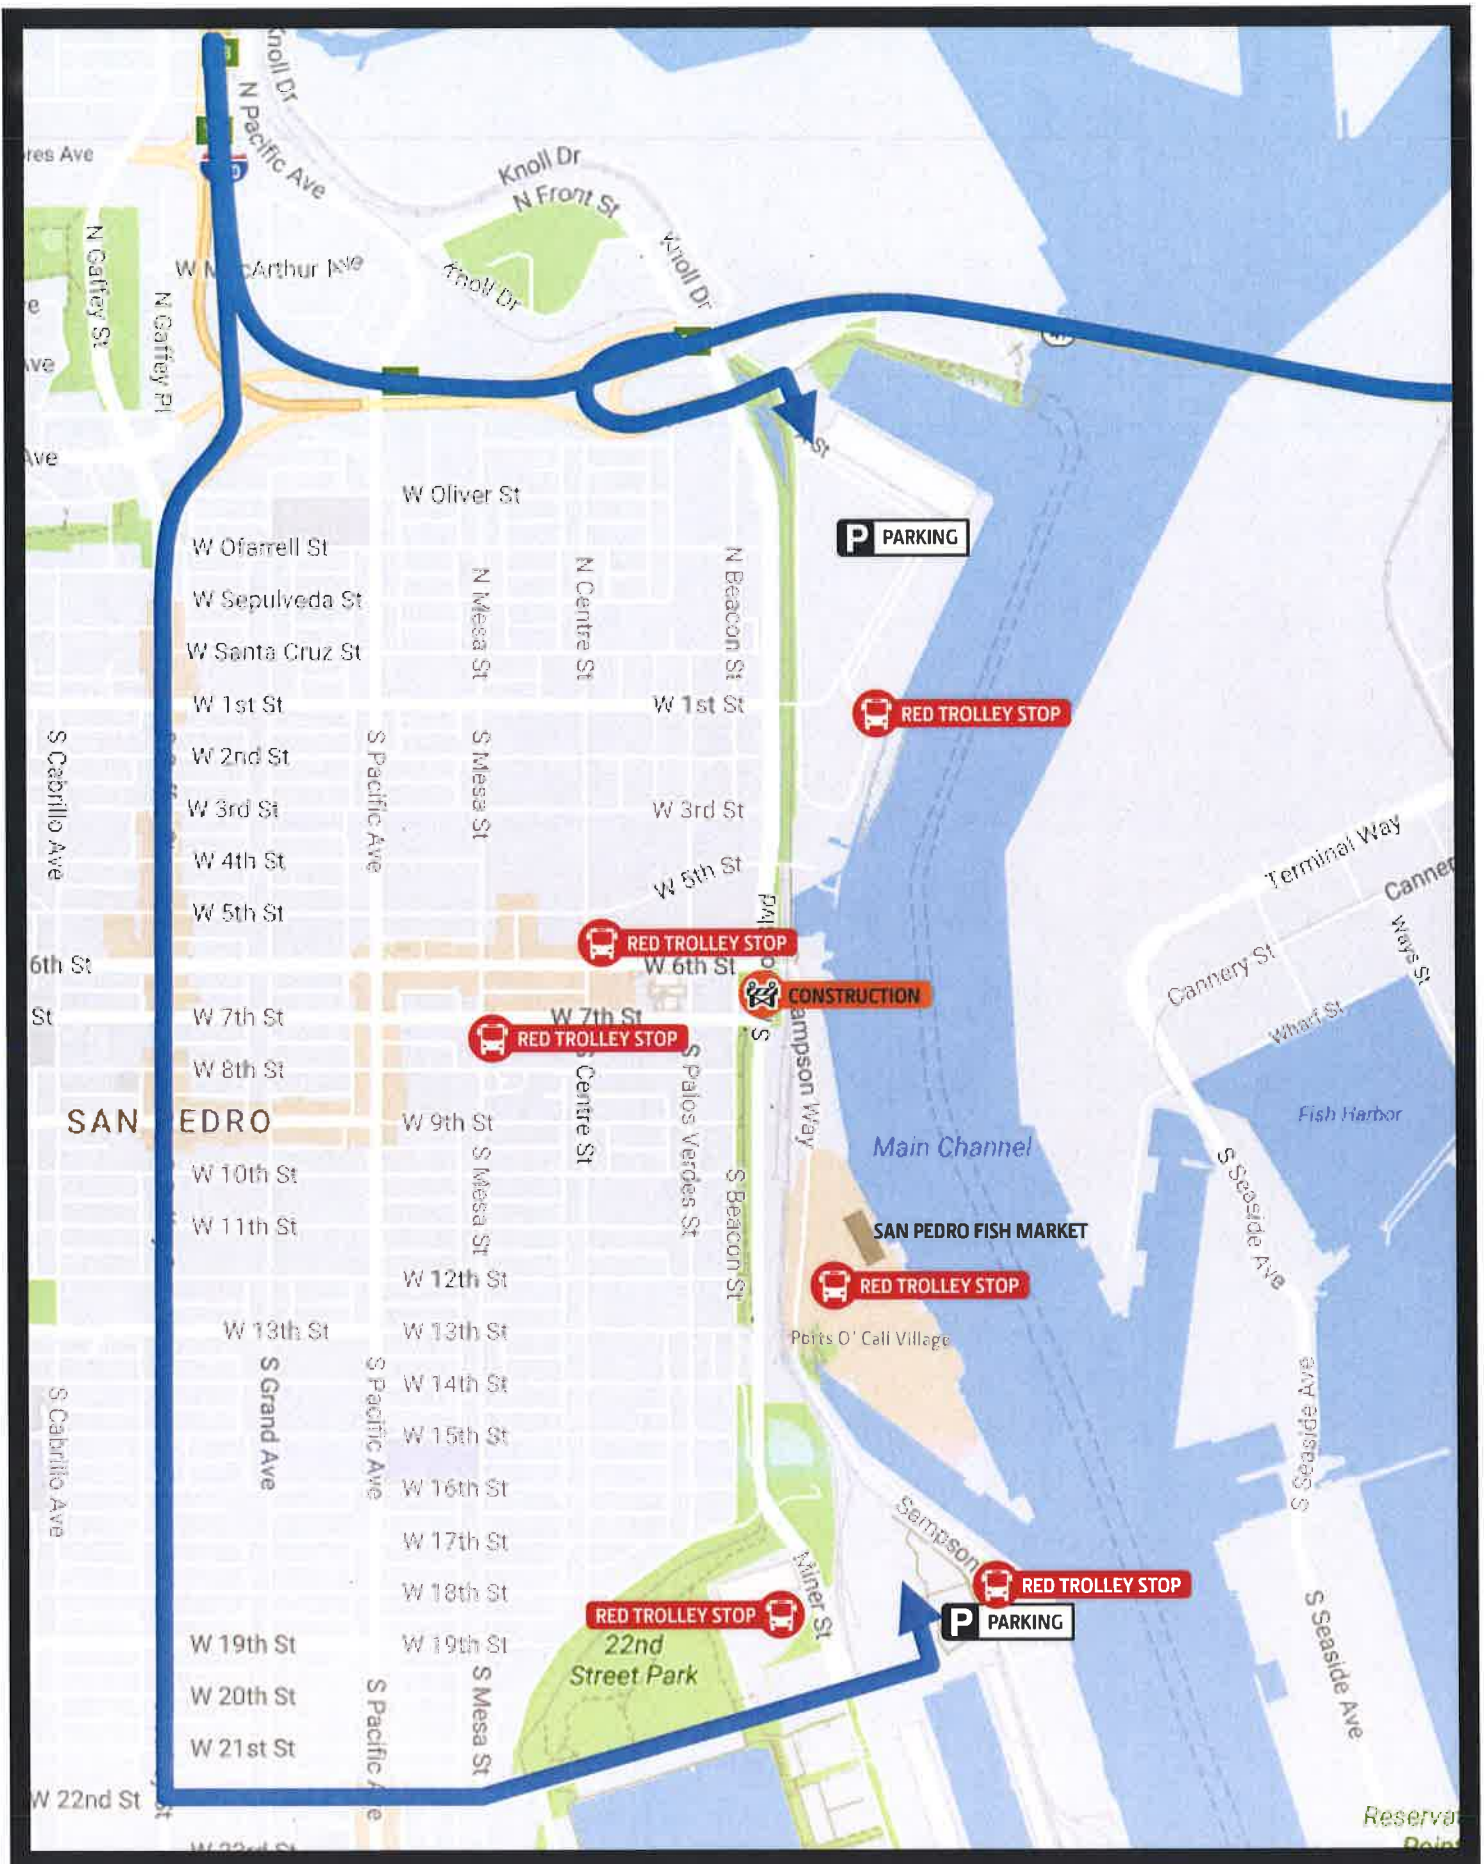 Knoll Dr
N Pacific Ave
Knoll Dr
N Front St
Knoll Dr
Knoll Dr
N Gaffey St
N Gaffey Pl
Ave
Ave
W Oliver St
PARKING
P
W Ofarrell St
W Sepulveda St
W Santa Cruz St
N Mesa St
N Centre St
N Beacon St
W 1st St
W 1st St
RED TROLLEY STOP
W 2nd St
W 3rd St
W 3rd St
W 4th St
W 5th St
W 5th St
S Cabrillo Ave
S Pacific Ave
S Mesa St
Terminal Way
Cannery St
Ways St
Wharf St
RED TROLLEY STOP
6th St
W 6th St
CONSTRUCTION
St
W 7th St
W 7th St
RED TROLLEY STOP
W 8th St
S Centre St
S Palos Verdes St
SAN
EDRO
W 9th St
Main Channel
Fish Harbor
W 10th St
S Mesa St
S Beacon St
W 11th St
SAN PEDRO FISH MARKET
S Seaside Ave
W 12th St
RED TROLLEY STOP
W 13th St
W 13th St
Ports O' Call Village
S Cabrillo Ave
S Grand Ave
S Pacific Ave
W 14th St
W 15th St
W 16th St
S Seaside Ave
Sampson
W 17th St
Miner St
W 18th St
RED TROLLEY STOP
RED TROLLEY STOP
P
PARKING
S Seaside Ave
W 19th St
W 19th St
22nd
Street Park
W 20th St
S Pacific
S Mesa St
W 21st St
W 22nd St